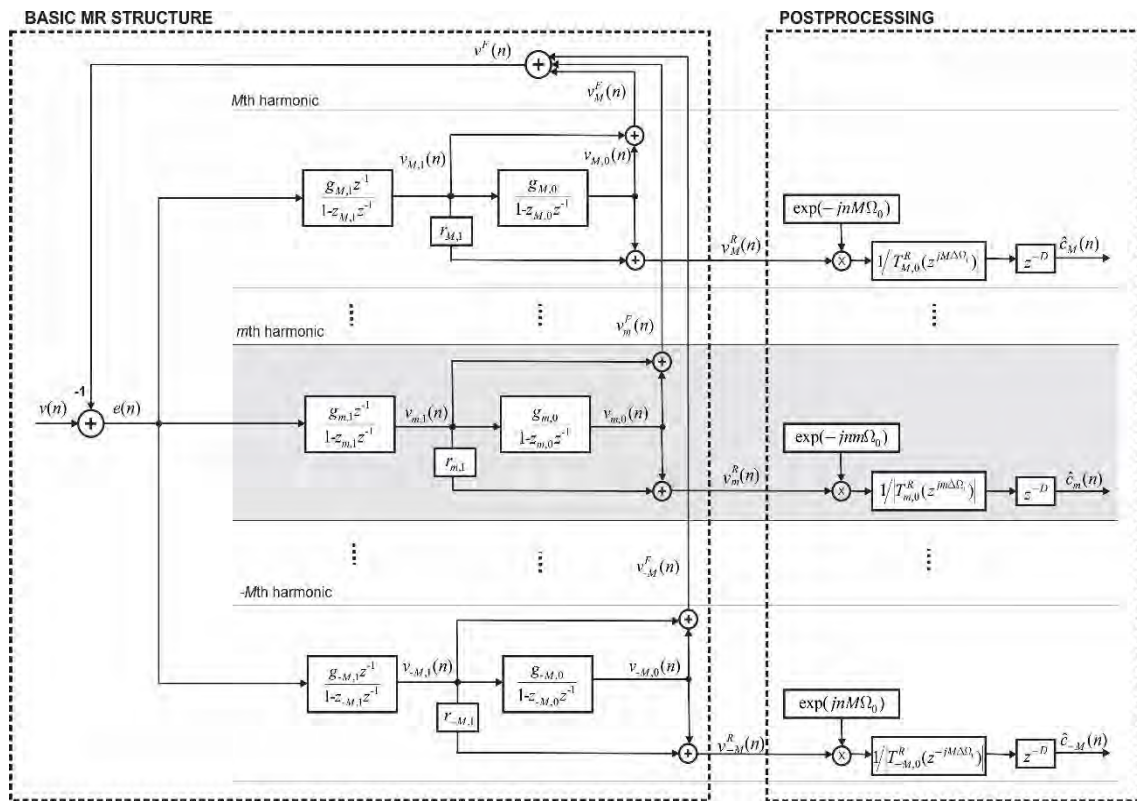 BASIC MR STRUCTURE
POSTPROCESSING
v^F(n)
+
v_M^F(n)
Mth harmonic
+
v_{M,1}(n)
v_{M,0}(n)
g_{M,1}z^{-1}
1-z_{M,1}z^{-1}
g_{M,0}
1-z_{M,0}z^{-1}
r_{M,1}
+
v_M^R(n)
exp(-jnMΩ_0)
x
1/|T_{M,0}^R(z^{jMΔΩ_1})|
z^{-D}
ĉ_M(n)
v_m^F(n)
mth harmonic
+
-1
v(n)
+
e(n)
g_{m,1}z^{-1}
1-z_{m,1}z^{-1}
v_{m,1}(n)
g_{m,0}
1-z_{m,0}z^{-1}
v_{m,0}(n)
r_{m,1}
+
v_m^R(n)
exp(-jnmΩ_0)
x
1/|T_{m,0}^R(z^{jmΔΩ_1})|
z^{-D}
ĉ_m(n)
v_{-M}^F(n)
-Mth harmonic
+
g_{-M,1}z^{-1}
1-z_{-M,1}z^{-1}
v_{-M,1}(n)
g_{-M,0}
1-z_{-M,0}z^{-1}
v_{-M,0}(n)
r_{-M,1}
+
v_{-M}^R(n)
exp(jnMΩ_0)
x
1/|T_{-M,0}^R(z^{-jMΔΩ_1})|
z^{-D}
ĉ_{-M}(n)